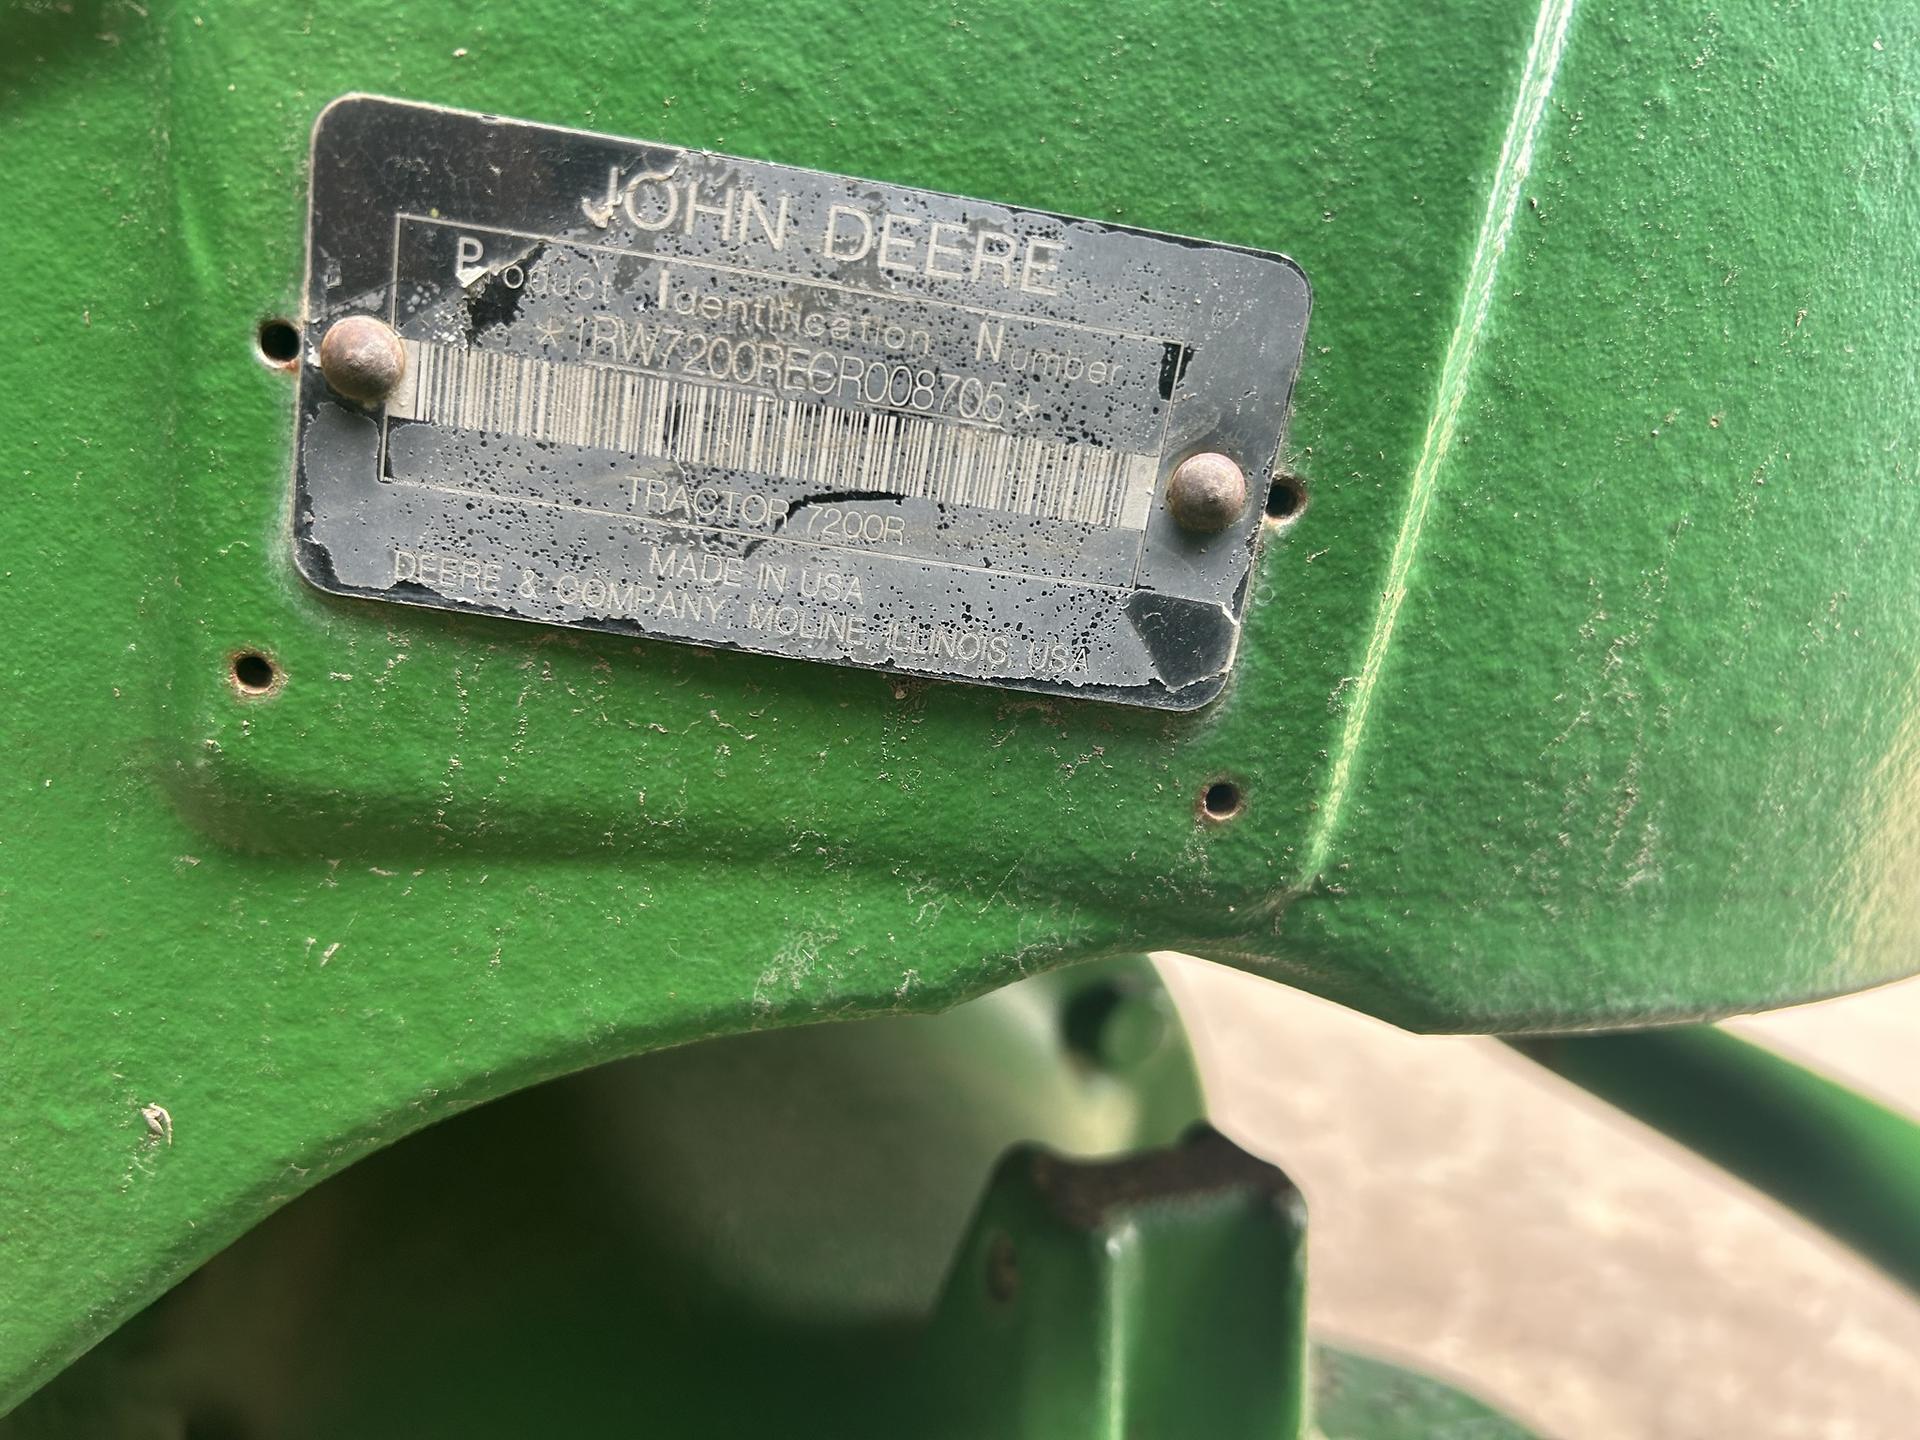 JOHN DEERE
Product Identification Number
*1RW7200RECR008705*
TRACTOR 7200R
MADE IN USA
DEERE & COMPANY, MOLINE, ILLINOIS, USA